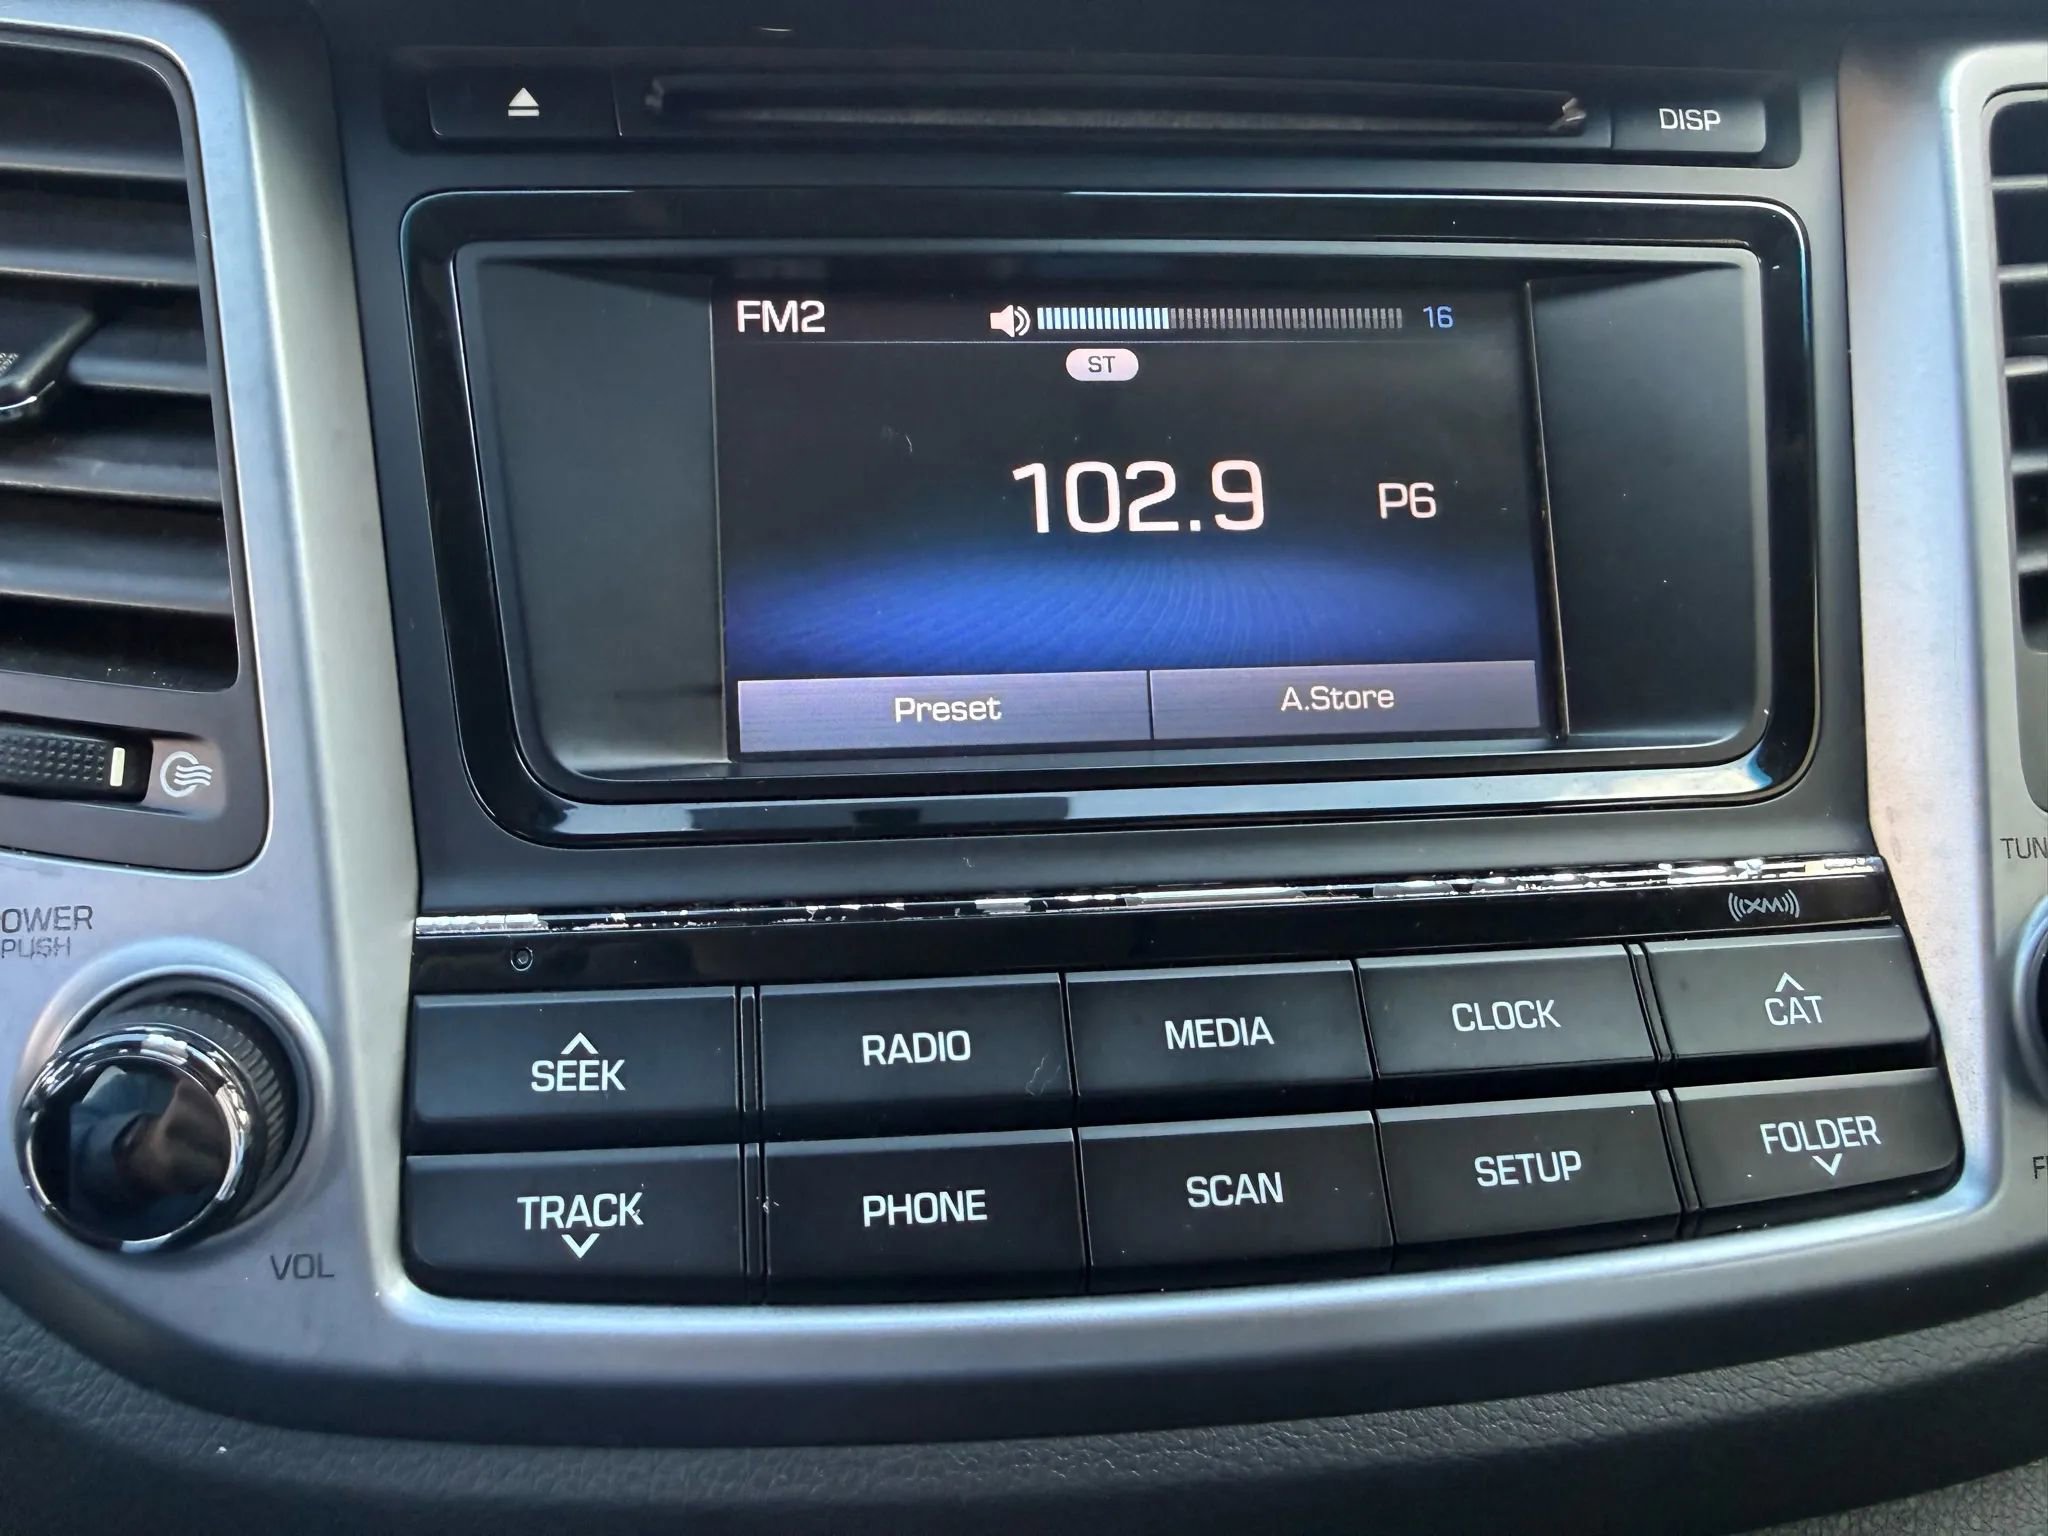 DISP
FM2 16
ST
102.9 P6
Preset A.Store
XM
SEEK RADIO MEDIA CLOCK CAT
TRACK PHONE SCAN SETUP FOLDER
OWER
PUSH
VOL
TUN